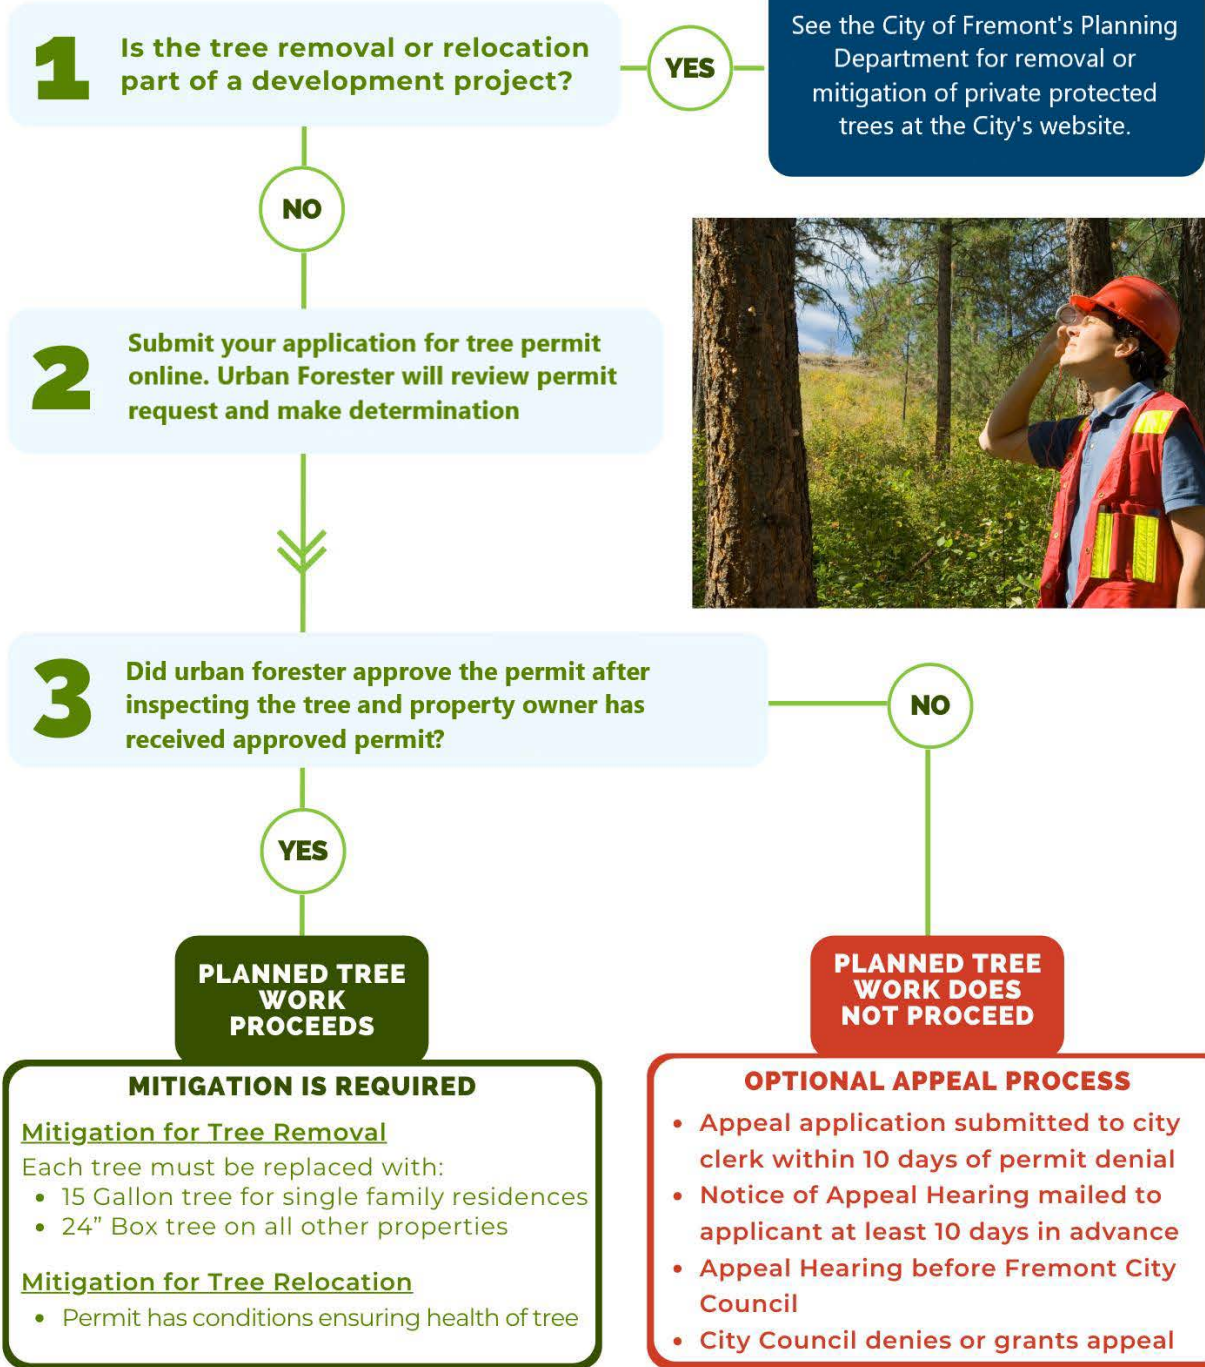 1
Is the tree removal or relocation
part of a development project?
YES
See the City of Fremont's Planning
Department for removal or
mitigation of private protected
trees at the City's website.
NO
2
Submit your application for tree permit
online. Urban Forester will review permit
request and make determination
3
Did urban forester approve the permit after
inspecting the tree and property owner has
received approved permit?
NO
YES
PLANNED TREE
WORK
PROCEEDS
MITIGATION IS REQUIRED
Mitigation for Tree Removal
Each tree must be replaced with:
• 15 Gallon tree for single family residences
• 24” Box tree on all other properties
Mitigation for Tree Relocation
• Permit has conditions ensuring health of tree
PLANNED TREE
WORK DOES
NOT PROCEED
OPTIONAL APPEAL PROCESS
• Appeal application submitted to city
clerk within 10 days of permit denial
• Notice of Appeal Hearing mailed to
applicant at least 10 days in advance
• Appeal Hearing before Fremont City
Council
• City Council denies or grants appeal